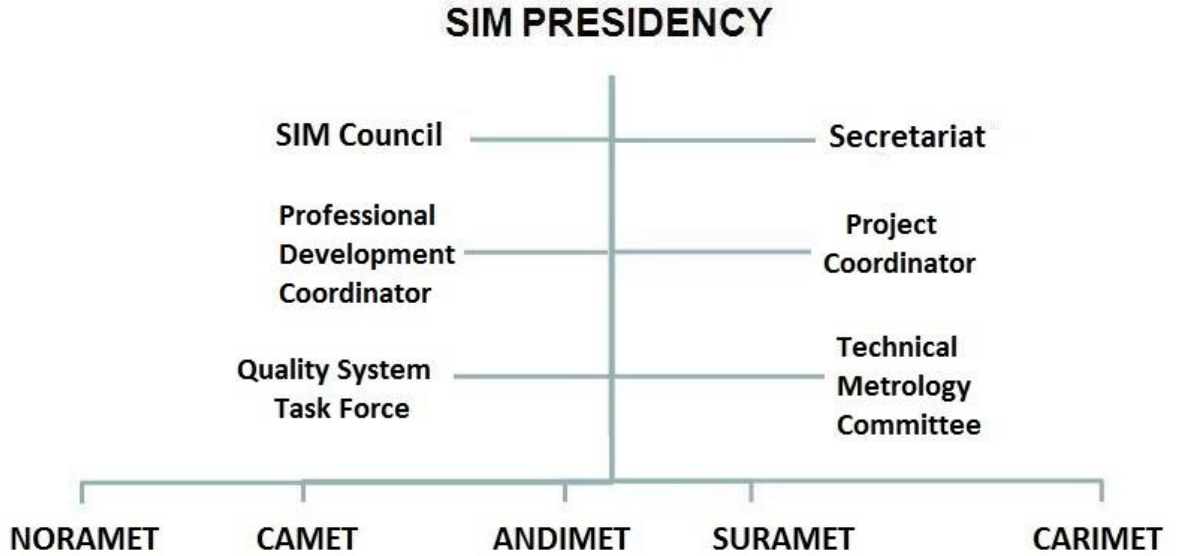 SIM PRESIDENCY
SIM Council
Secretariat
Professional
Development
Coordinator
Project
Coordinator
Quality System
Task Force
Technical
Metrology
Committee
NORAMET
CAMET
ANDIMET
SURAMET
CARIMET